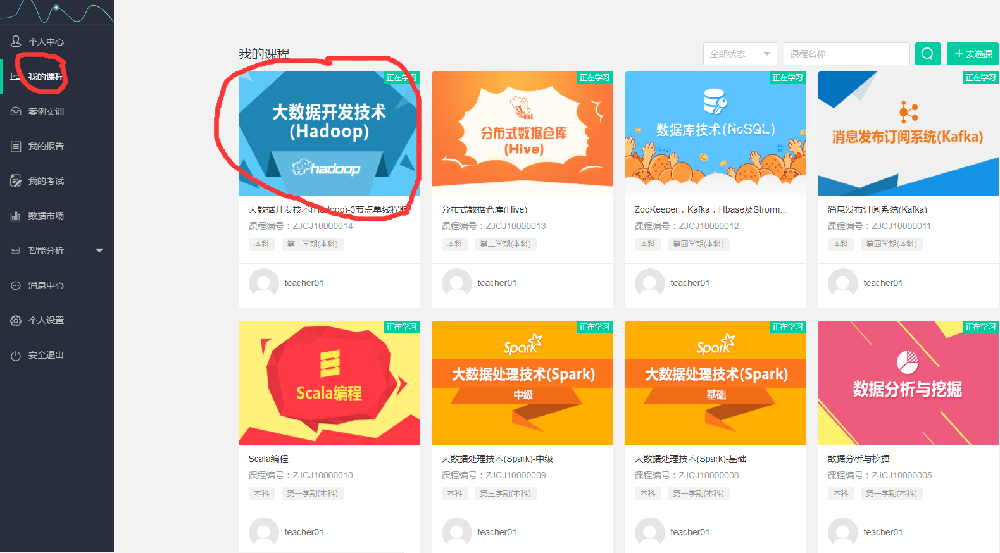 个人中心
我的课程
案例实训
我的报告
我的考试
数据市场
智能分析
消息中心
个人设置
安全退出
我的课程
全部状态
课程名称
+ 去选课
正在学习
大数据开发技术
(Hadoop)
hadoop
大数据开发技术(Hadoop)-3节点单线程版
课程编号：ZJCJ10000014
本科 第一学期(本科)
teacher01
正在学习
HIVE
分布式数据仓库
(Hive)
分布式数据仓库(Hive)
课程编号：ZJCJ10000013
本科 第二学期(本科)
teacher01
正在学习
数据库技术(NoSQL)
ZooKeeper，Kafka，Hbase及Strorm...
课程编号：ZJCJ10000012
本科 第四学期(本科)
teacher01
正在学习
消息发布订阅系统(Kafka)
消息发布订阅系统(Kafka)
课程编号：ZJCJ10000011
本科 第四学期(本科)
teacher01
正在学习
Scala编程
Scala编程
课程编号：ZJCJ10000010
本科 第一学期(本科)
teacher01
正在学习
Spark
大数据处理技术(Spark)
中级
大数据处理技术(Spark)-中级
课程编号：ZJCJ10000009
本科 第三学期(本科)
teacher01
正在学习
Spark
大数据处理技术(Spark)
基础
大数据处理技术(Spark)-基础
课程编号：ZJCJ10000008
本科 第一学期(本科)
teacher01
正在学习
数据分析与挖掘
数据分析与挖掘
课程编号：ZJCJ10000005
本科 第一学期(本科)
teacher01